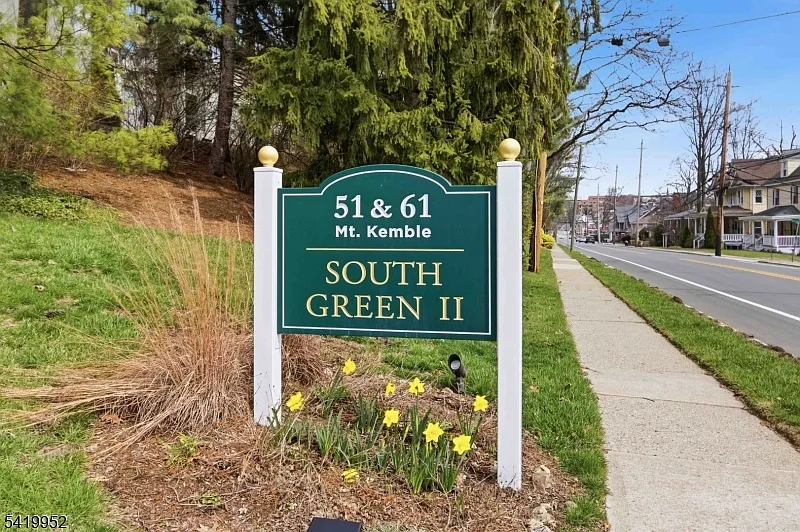 51 & 61
Mt. Kemble
SOUTH
GREEN II
5419952